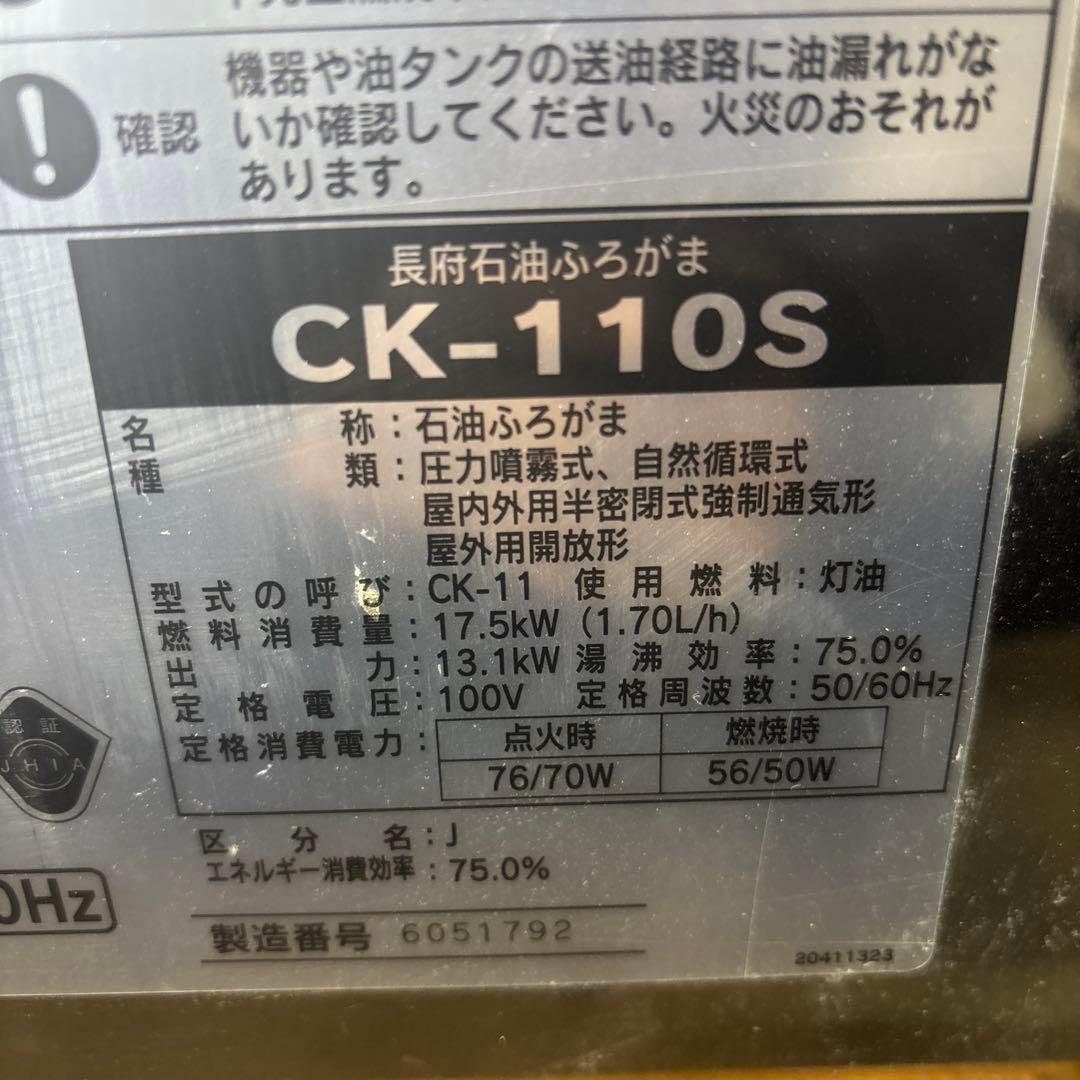 機器や油タンクの送油経路に油漏れがな
確認 いか確認してください。火災のおそれが
あります。
長府石油ふろがま
CK-110S
名称：石油ふろがま
種類：圧力噴霧式、自然循環式
屋内外用半密閉式強制通気形
屋外用開放形
型式の呼び：CK-11 使用燃料：灯油
燃料消費量：17.5kW (1.70L/h)
出力：13.1kW 湯沸効率：75.0%
定格電圧：100V 定格周波数：50/60Hz
定格消費電力： 点火時 燃焼時
76/70W 56/50W
認証
JHIA
区分名：J
エネルギー消費効率：75.0%
0Hz
製造番号 6051792
20411323